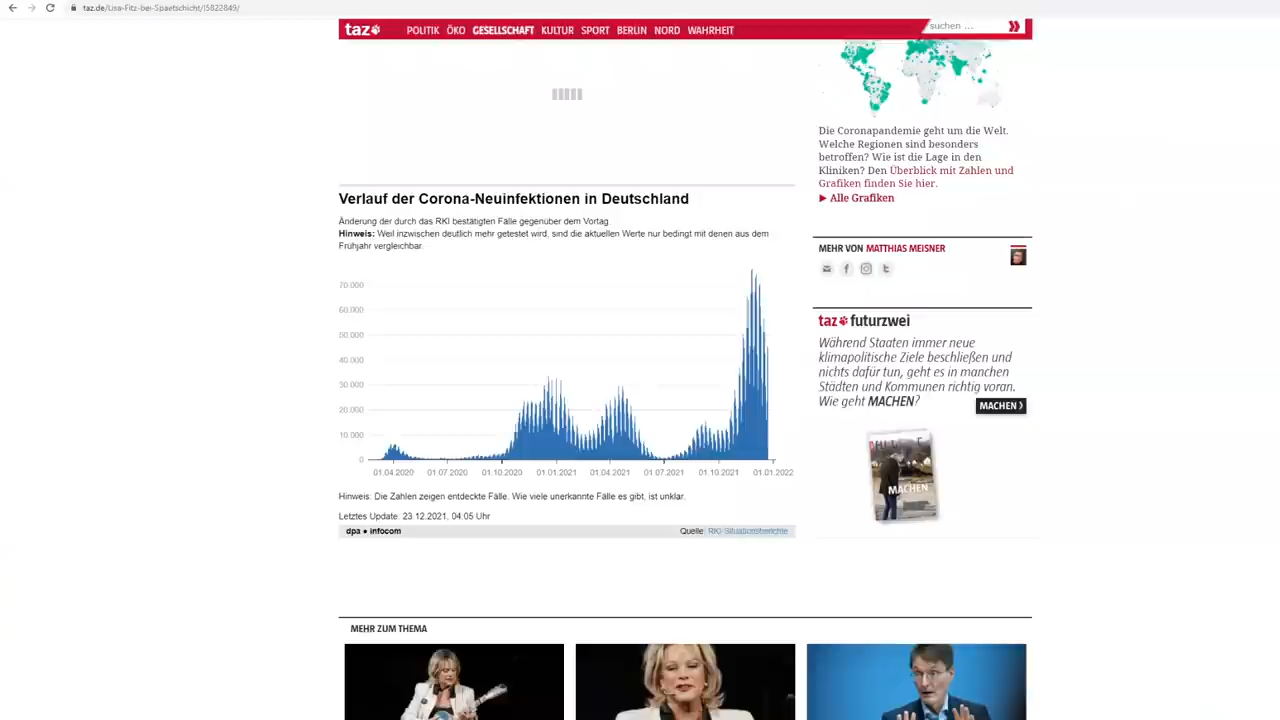 taz.de/Lisa-Fitz-bei-Spaetschicht/!5822849/
taz
POLITIK ÖKO GESELLSCHAFT KULTUR SPORT BERLIN NORD WAHRHEIT
suchen ...
Die Coronapandemie geht um die Welt.
Welche Regionen sind besonders
betroffen? Wie ist die Lage in den
Kliniken? Den Überblick mit Zahlen und
Grafiken finden Sie hier.
▶ Alle Grafiken
Verlauf der Corona-Neuinfektionen in Deutschland
Änderung der durch das RKI bestätigten Fälle gegenüber dem Vortag.
Hinweis: Weil inzwischen deutlich mehr getestet wird, sind die aktuellen Werte nur bedingt mit denen aus dem
Frühjahr vergleichbar.
70.000
60.000
50.000
40.000
30.000
20.000
10.000
0
01.04.2020 01.07.2020 01.10.2020 01.01.2021 01.04.2021 01.07.2021 01.10.2021 01.01.2022
Hinweis: Die Zahlen zeigen entdeckte Fälle. Wie viele unerkannte Fälle es gibt, ist unklar.
Letztes Update: 23.12.2021, 04:05 Uhr
dpa • infocom
Quelle: RKI-Situationsberichte
MEHR VON MATTHIAS MEISNER
taz futurzwei
Während Staaten immer neue
klimapolitische Ziele beschließen und
nichts dafür tun, geht es in manchen
Städten und Kommunen richtig voran.
Wie geht MACHEN?
MACHEN
MACHEN
MEHR ZUM THEMA